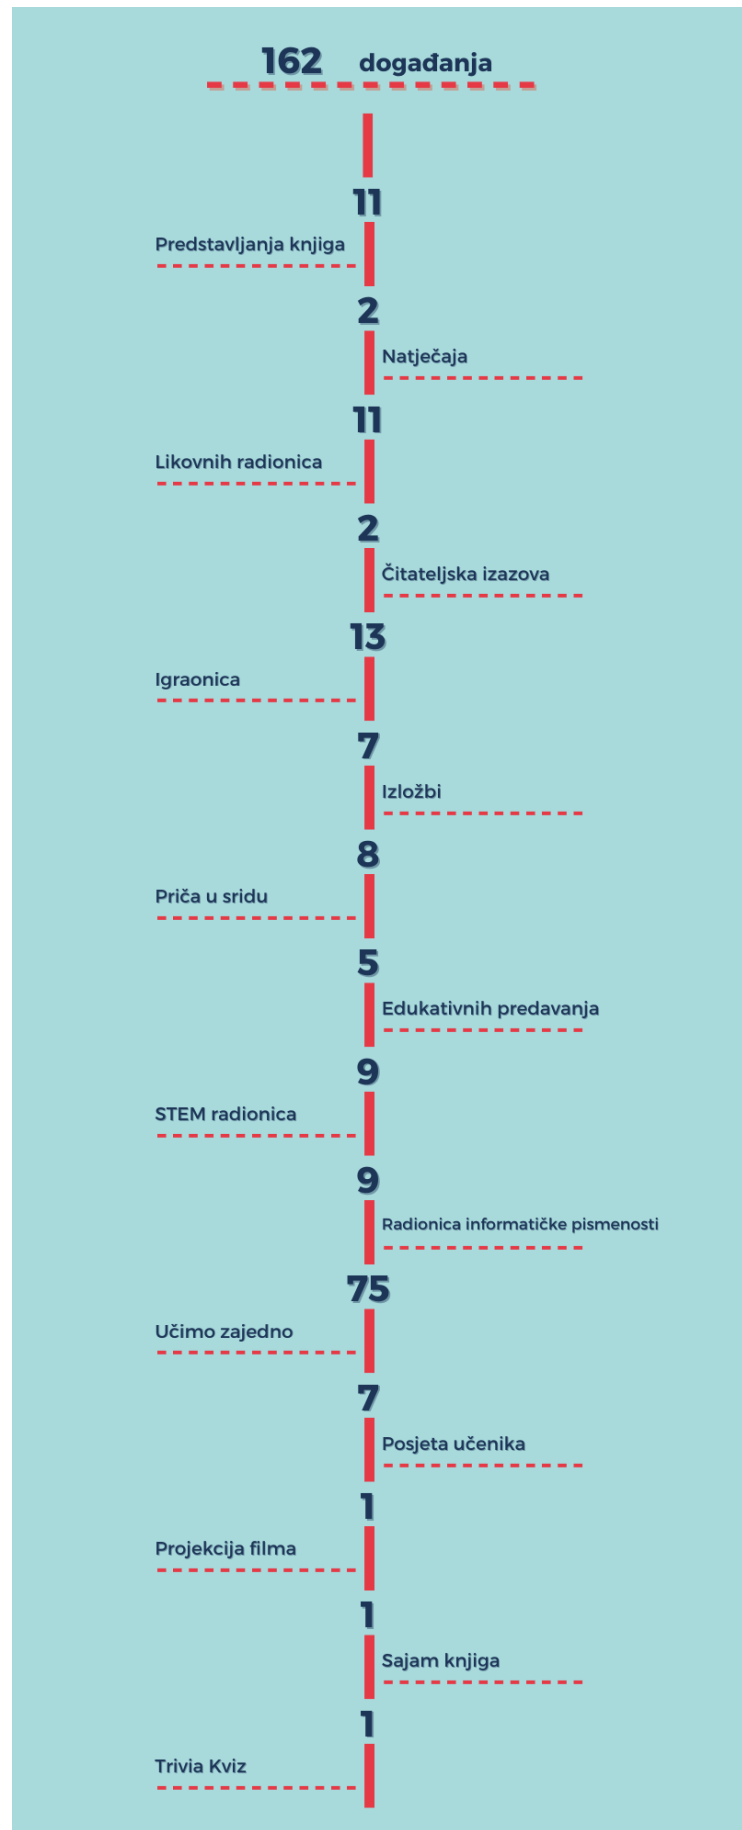 162 događanja
11
Predstavljanja knjiga
2
Natječaja
11
Likovnih radionica
2
Čitateljska izazova
13
Igraonica
7
Izložbi
8
Priča u sridu
5
Edukativnih predavanja
9
STEM radionica
9
Radionica informatičke pismenosti
75
Učimo zajedno
7
Posjeta učenika
1
Projekcija filma
1
Sajam knjiga
1
Trivia Kviz